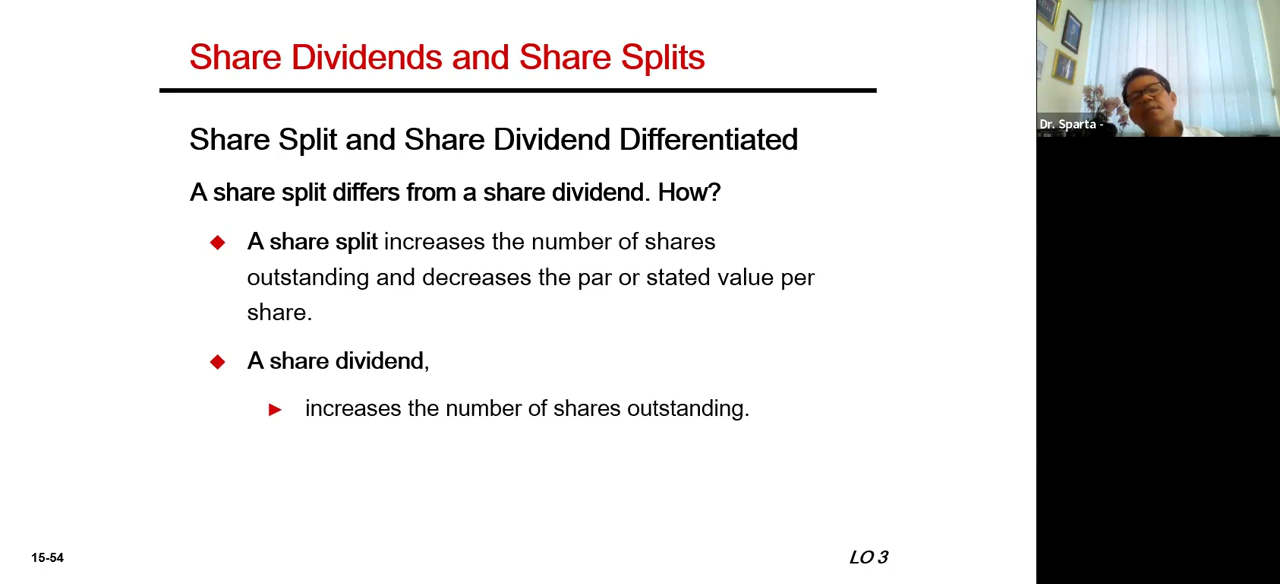 Share Dividends and Share Splits
Share Split and Share Dividend Differentiated
A share split differs from a share dividend. How?
A share split increases the number of shares
outstanding and decreases the par or stated value per
share.
A share dividend,
increases the number of shares outstanding.
15-54
LO 3
Dr. Sparta -